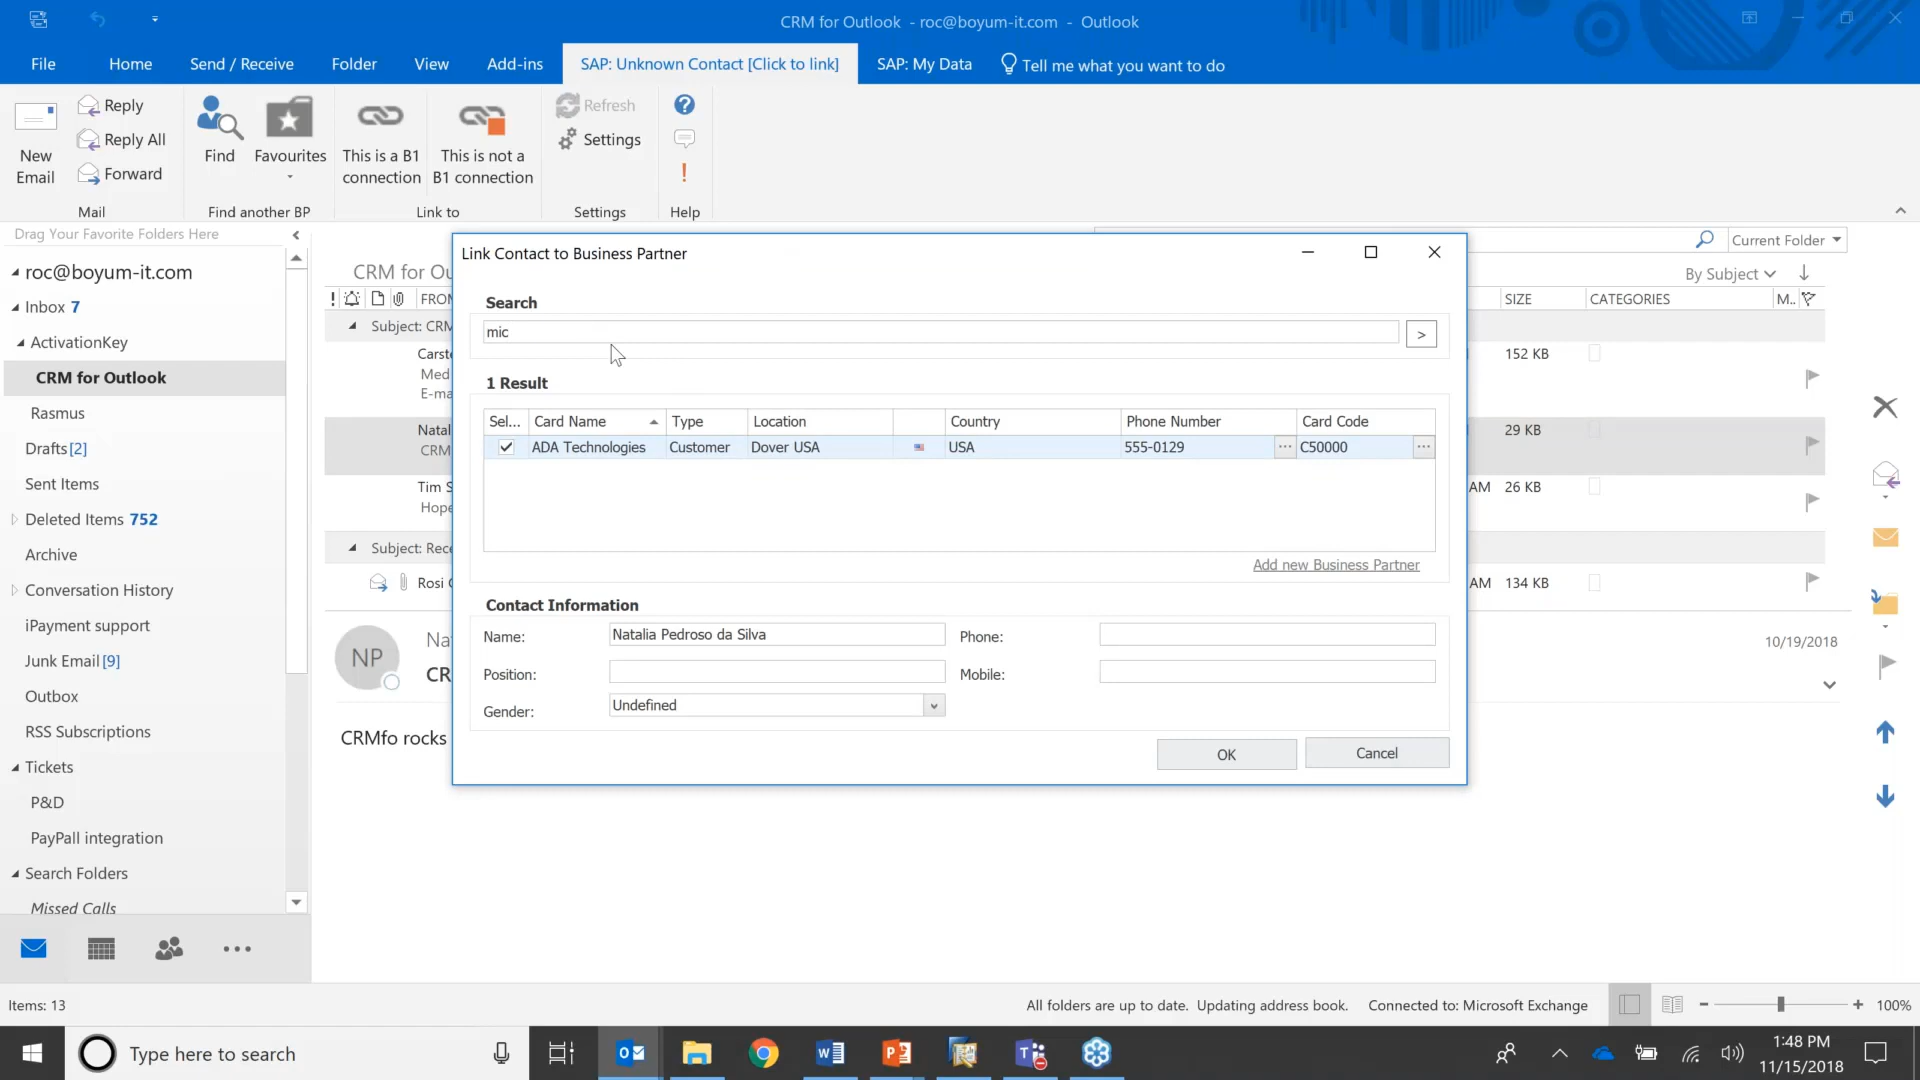 CRM for Outlook - roc@boyum-it.com - Outlook
File Home Send / Receive Folder View Add-ins SAP: Unknown Contact [Click to link] SAP: My Data Tell me what you want to do
New Email
Reply
Reply All
Forward
Mail
Find
Favourites
Find another BP
This is a B1 connection
This is not a B1 connection
Link to
Refresh
Settings
Settings
Help
Drag Your Favorite Folders Here
roc@boyum-it.com
Inbox 7
ActivationKey
CRM for Outlook
Rasmus
Drafts [2]
Sent Items
Deleted Items 752
Archive
Conversation History
iPayment support
Junk Email [9]
Outbox
RSS Subscriptions
Tickets
P&D
PayPall integration
Search Folders
Missed Calls
CRM for
Current Folder
By Subject
SIZE CATEGORIES M..
Subject: CRM
152 KB
Med
E-ma
29 KB
CRM
Tim S
AM 26 KB
Hope
Subject:
Rosi
AM 134 KB
NP
10/19/2018
CRMfo rocks
Link Contact to Business Partner
Search
mic
>
1 Result
Sel... Card Name Type Location Country Phone Number Card Code
ADA Technologies Customer Dover USA USA 555-0129 ... C50000 ...
Add new Business Partner
Contact Information
Name: Natalia Pedroso da Silva Phone:
Position: Mobile:
Gender: Undefined
OK Cancel
Items: 13
All folders are up to date. Updating address book. Connected to: Microsoft Exchange 100%
Type here to search
1:48 PM
11/15/2018